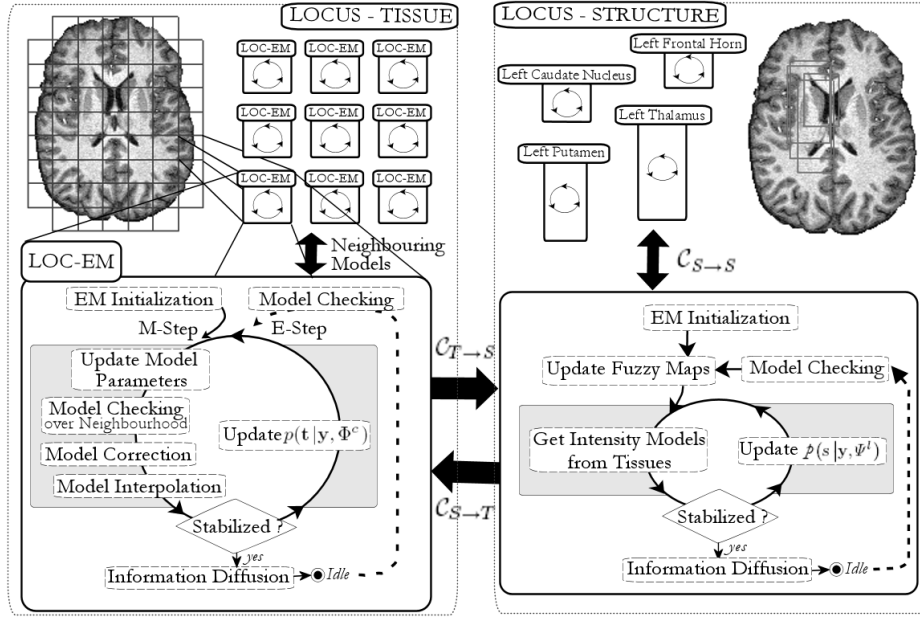 LOCUS - TISSUE
LOC-EM LOC-EM LOC-EM
LOC-EM LOC-EM LOC-EM
LOC-EM LOC-EM LOC-EM
Neighbouring
Models
LOC-EM
EM Initialization
Model Checking
M-Step
E-Step
Update Model
Parameters
Model Checking
over Neighbourhood
Model Correction
Model Interpolation
Update p(t|y, Φᶜ)
Stabilized ?
yes
Information Diffusion
Idle
C T→S
C S→T
LOCUS - STRUCTURE
Left Frontal Horn
Left Caudate Nucleus
Left Thalamus
Left Putamen
C S→S
EM Initialization
Update Fuzzy Maps
Model Checking
Get Intensity Models
from Tissues
Update p(s|y, Ψˡ)
Stabilized ?
yes
Information Diffusion
Idle